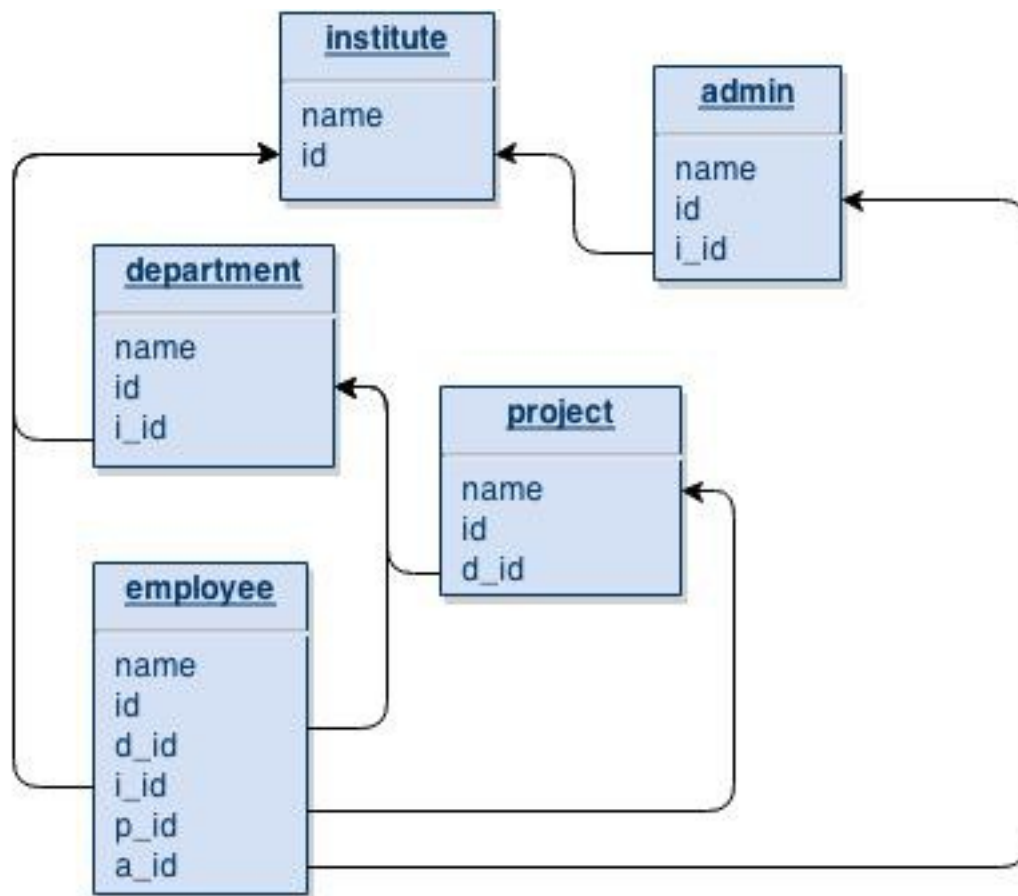 institute
name
id
admin
name
id
i_id
department
name
id
i_id
project
name
id
d_id
employee
name
id
d_id
i_id
p_id
a_id